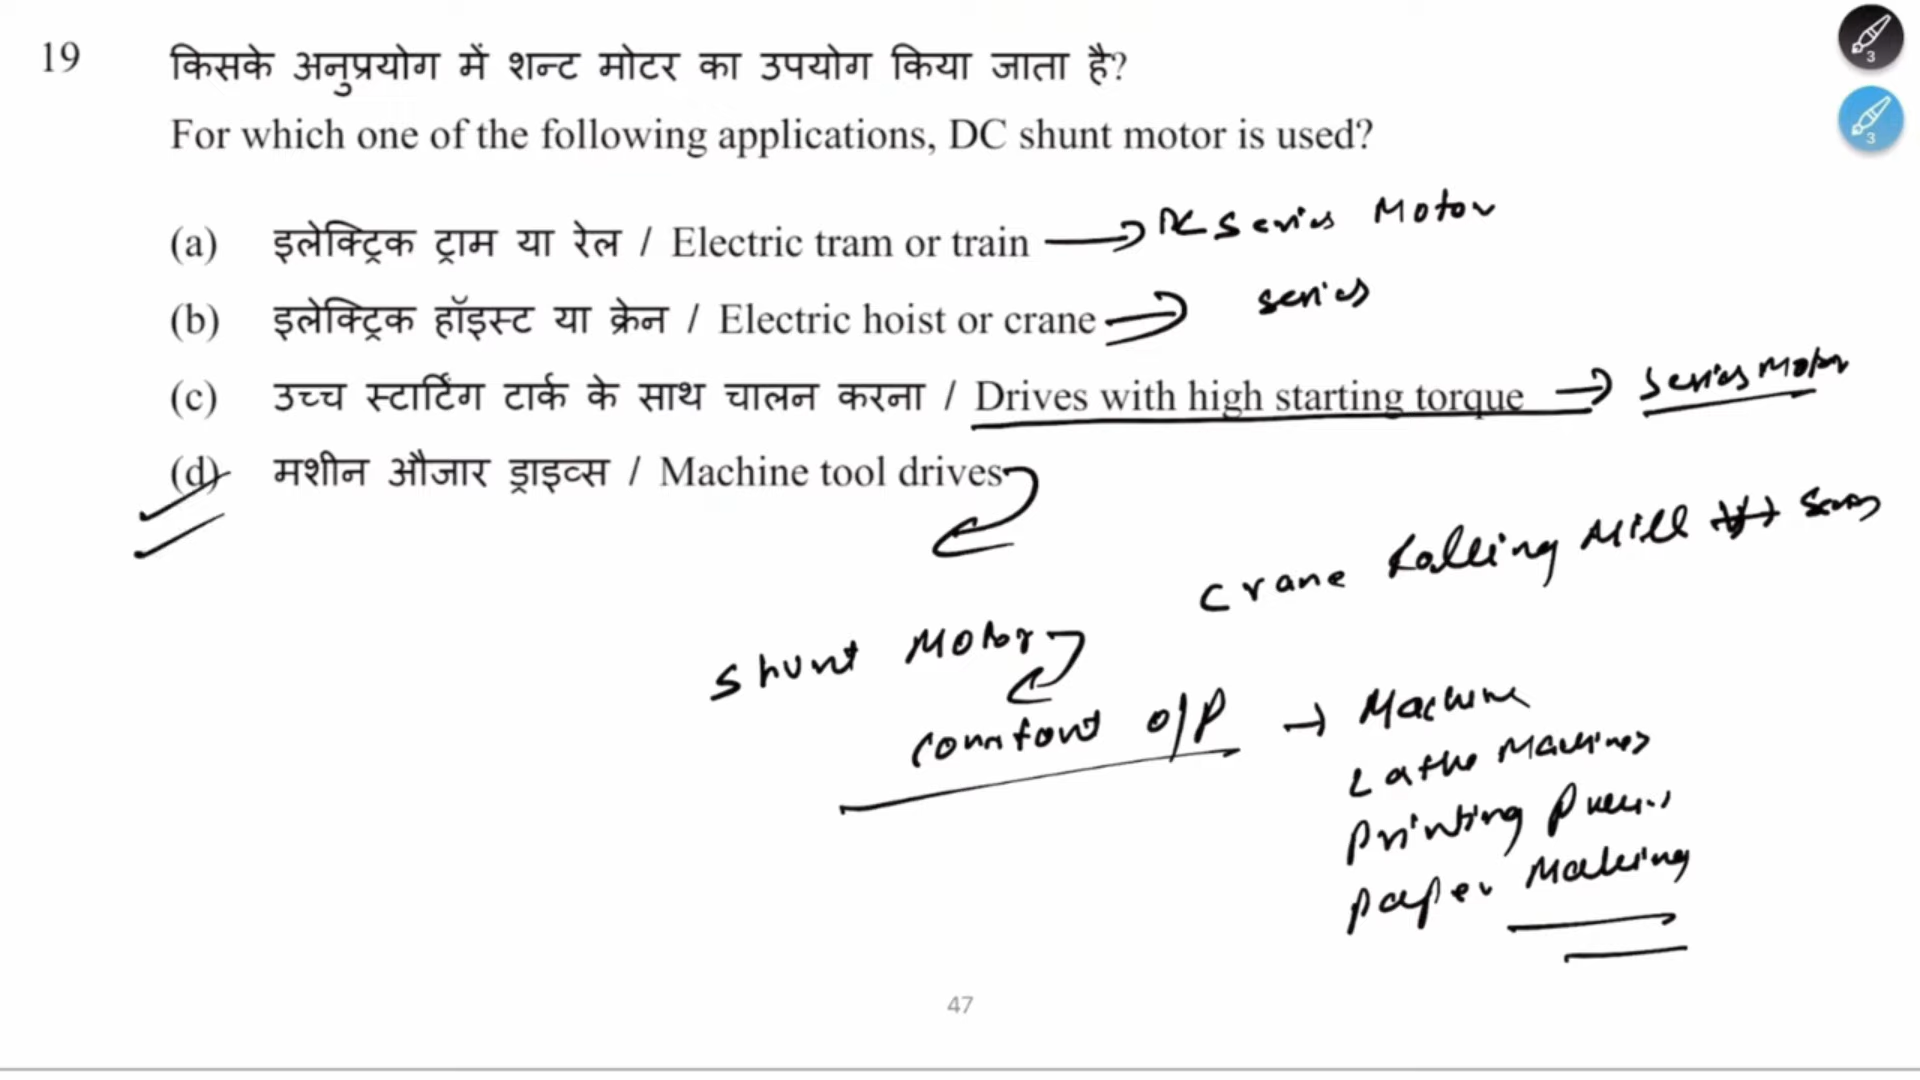 19 किसके अनुप्रयोग में शन्ट मोटर का उपयोग किया जाता है?
For which one of the following applications, DC shunt motor is used?
(a) इलेक्ट्रिक ट्राम या रेल / Electric tram or train → DC Series Motor
(b) इलेक्ट्रिक हॉइस्ट या क्रेन / Electric hoist or crane → series
(c) उच्च स्टार्टिंग टार्क के साथ चालन करना / Drives with high starting torque → Series Motor
(d) मशीन औजार ड्राइव्स / Machine tool drives
Crane Rolling Mill
Shunt Motor
Constant O/P → Machine
Lathe Machines
Printing
Paper Making
47
3
3